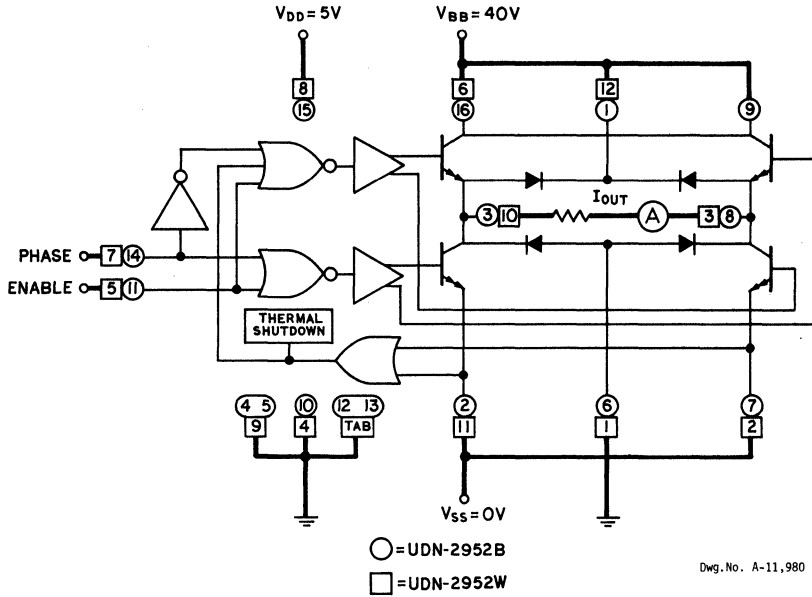 VDD = 5V
VBB = 40V
8
15
6
16
12
1
9
IOUT
3
10
A
3
8
PHASE
7
14
ENABLE
5
11
THERMAL
SHUTDOWN
4 5
9
10
4
12 13
TAB
2
11
6
1
7
2
VSS = 0V
= UDN-2952B
= UDN-2952W
Dwg. No. A-11,980